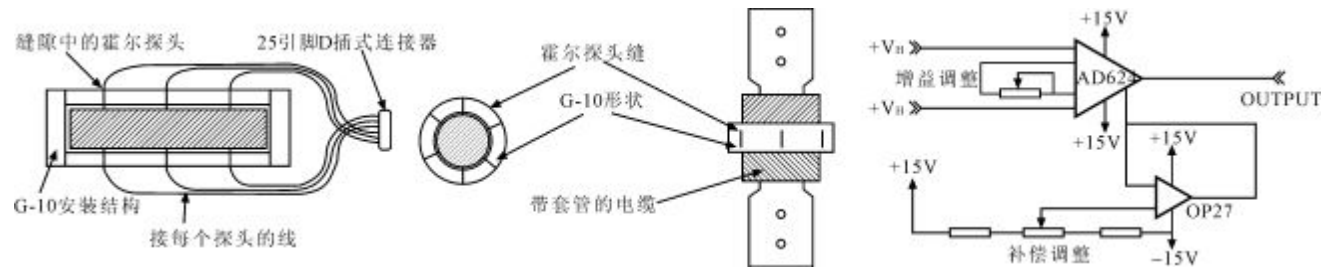 缝隙中的霍尔探头
25引脚D插式连接器
G-10安装结构
接每个探头的线
霍尔探头缝
G-10形状
带套管的电缆
+15V
+VH
增益调整
AD624
OUTPUT
+VH
+15V
+15V
+15V
OP27
补偿调整
−15V